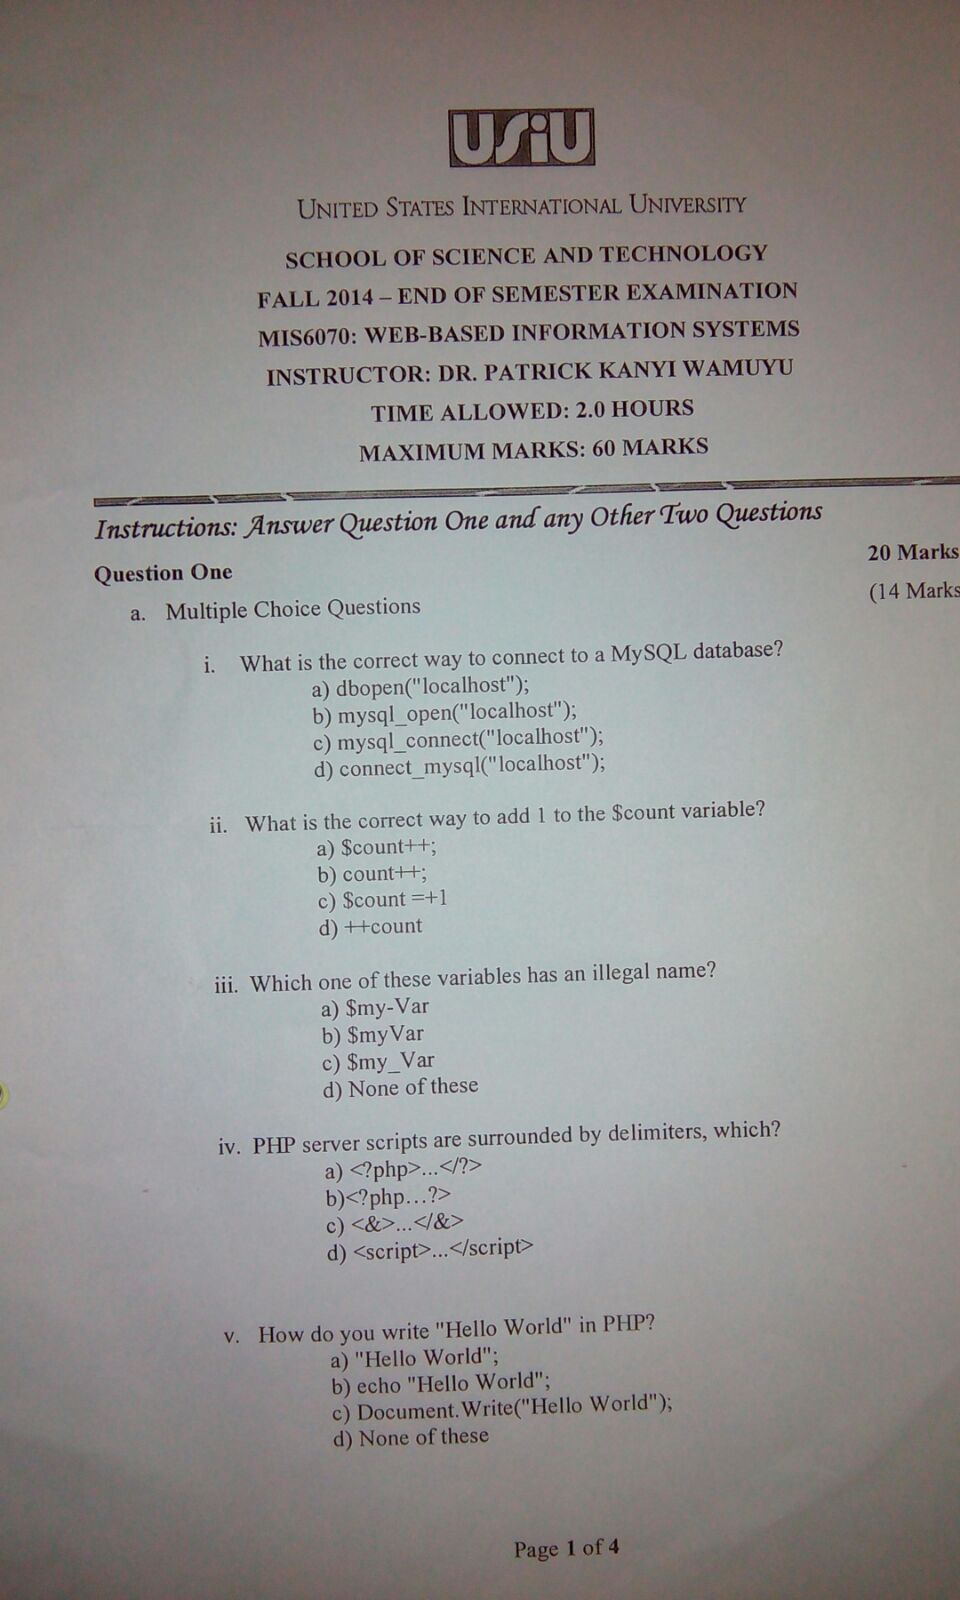 USiU
UNITED STATES INTERNATIONAL UNIVERSITY
SCHOOL OF SCIENCE AND TECHNOLOGY
FALL 2014 – END OF SEMESTER EXAMINATION
MIS6070: WEB-BASED INFORMATION SYSTEMS
INSTRUCTOR: DR. PATRICK KANYI WAMUYU
TIME ALLOWED: 2.0 HOURS
MAXIMUM MARKS: 60 MARKS
Instructions: Answer Question One and any Other Two Questions
Question One 20 Marks
a. Multiple Choice Questions (14 Marks
i. What is the correct way to connect to a MySQL database?
a) dbopen("localhost");
b) mysql_open("localhost");
c) mysql_connect("localhost");
d) connect_mysql("localhost");
ii. What is the correct way to add 1 to the $count variable?
a) $count++;
b) count++;
c) $count =+1
d) ++count
iii. Which one of these variables has an illegal name?
a) $my-Var
b) $myVar
c) $my_Var
d) None of these
iv. PHP server scripts are surrounded by delimiters, which?
a) <?php>...</?>
b)<?php...?>
c) <&>...</&>
d) <script>...</script>
v. How do you write "Hello World" in PHP?
a) "Hello World";
b) echo "Hello World";
c) Document.Write("Hello World");
d) None of these
Page 1 of 4